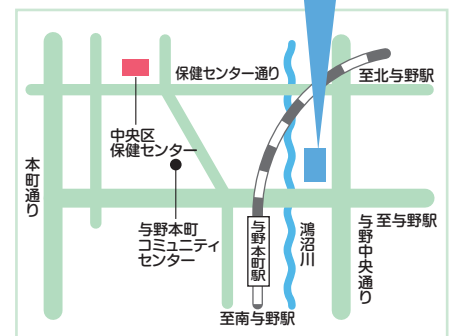 保健センター通り
至北与野駅
中央区
保健センター
本町通り
与野本町
コミュニティ
センター
与野本町駅
鴻沼川
与野中央通り
至与野駅
至南与野駅